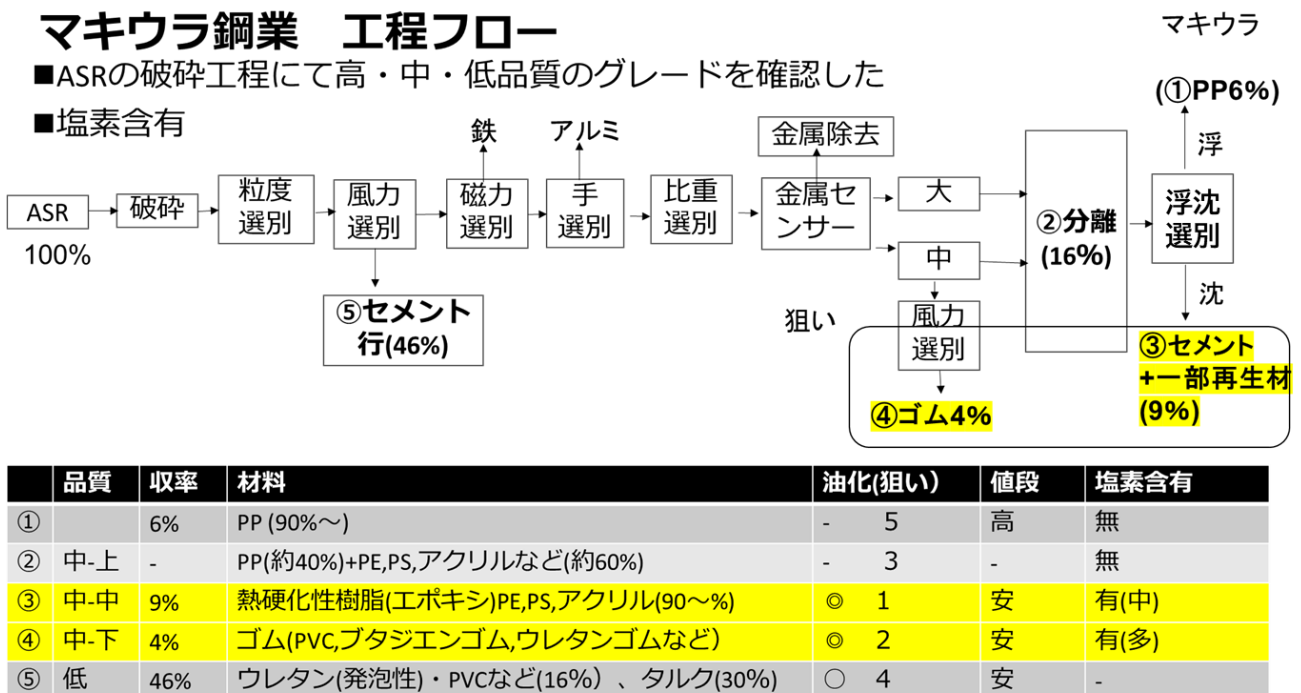 マキウラ鋼業　工程フロー
マキウラ
■ASRの破砕工程にて高・中・低品質のグレードを確認した
■塩素含有
(①PP6%)
鉄
アルミ
金属除去
浮
ASR
破砕
粒度
選別
風力
選別
磁力
選別
手
選別
比重
選別
金属セ
ンサー
大
中
②分離
(16%)
浮沈
選別
100%
⑤セメント
行(46%)
狙い
風力
選別
沈
④ゴム4%
③セメント
+一部再生材
(9%)
品質 収率 材料 油化(狙い） 値段 塩素含有
① 6% PP (90%～) - 5 高 無
② 中-上 - PP(約40%)+PE,PS,アクリルなど(約60%) - 3 - 無
③ 中-中 9% 熱硬化性樹脂(エポキシ)PE,PS,アクリル(90～%) ◎ 1 安 有(中)
④ 中-下 4% ゴム(PVC,ブタジエンゴム,ウレタンゴムなど） ◎ 2 安 有(多)
⑤ 低 46% ウレタン(発泡性)・PVCなど(16%）、タルク(30%) ○ 4 安 -